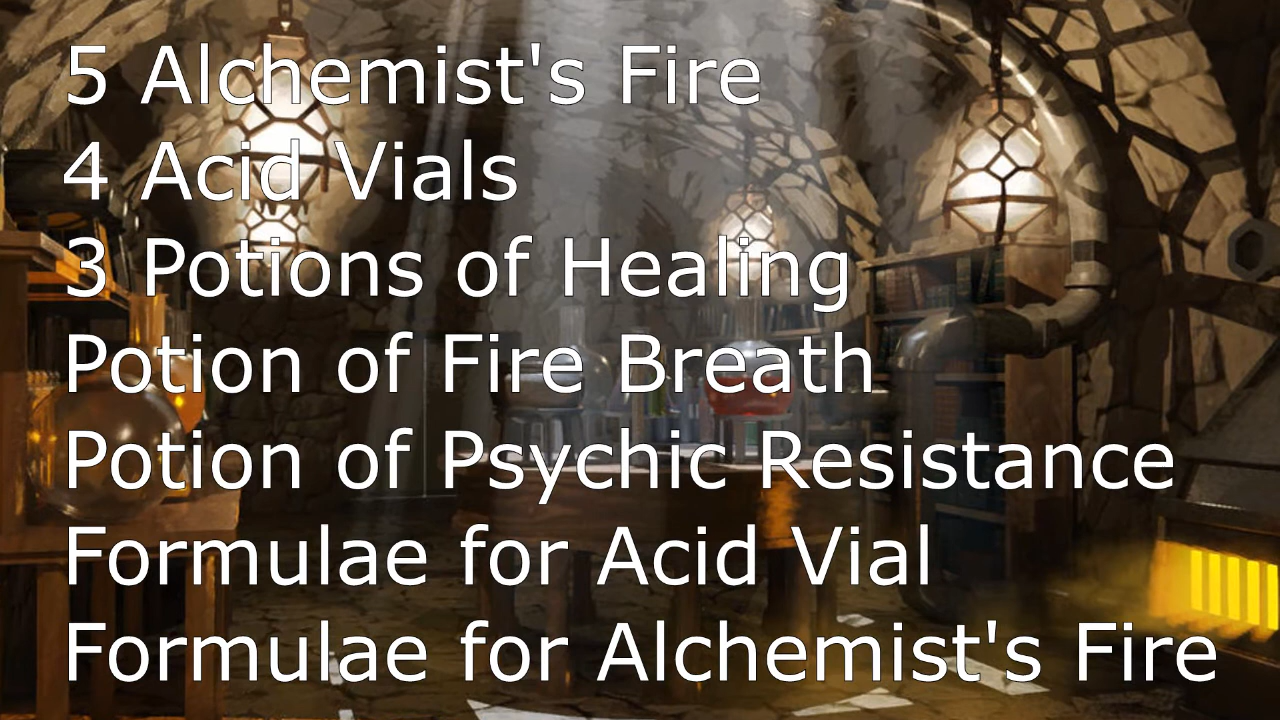 5 Alchemist's Fire
4 Acid Vials
3 Potions of Healing
Potion of Fire Breath
Potion of Psychic Resistance
Formulae for Acid Vial
Formulae for Alchemist's Fire